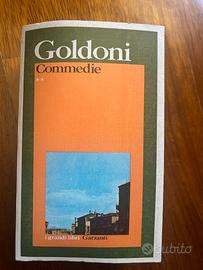 Goldoni
Commedie
**
i grandi libri Garzanti
subito